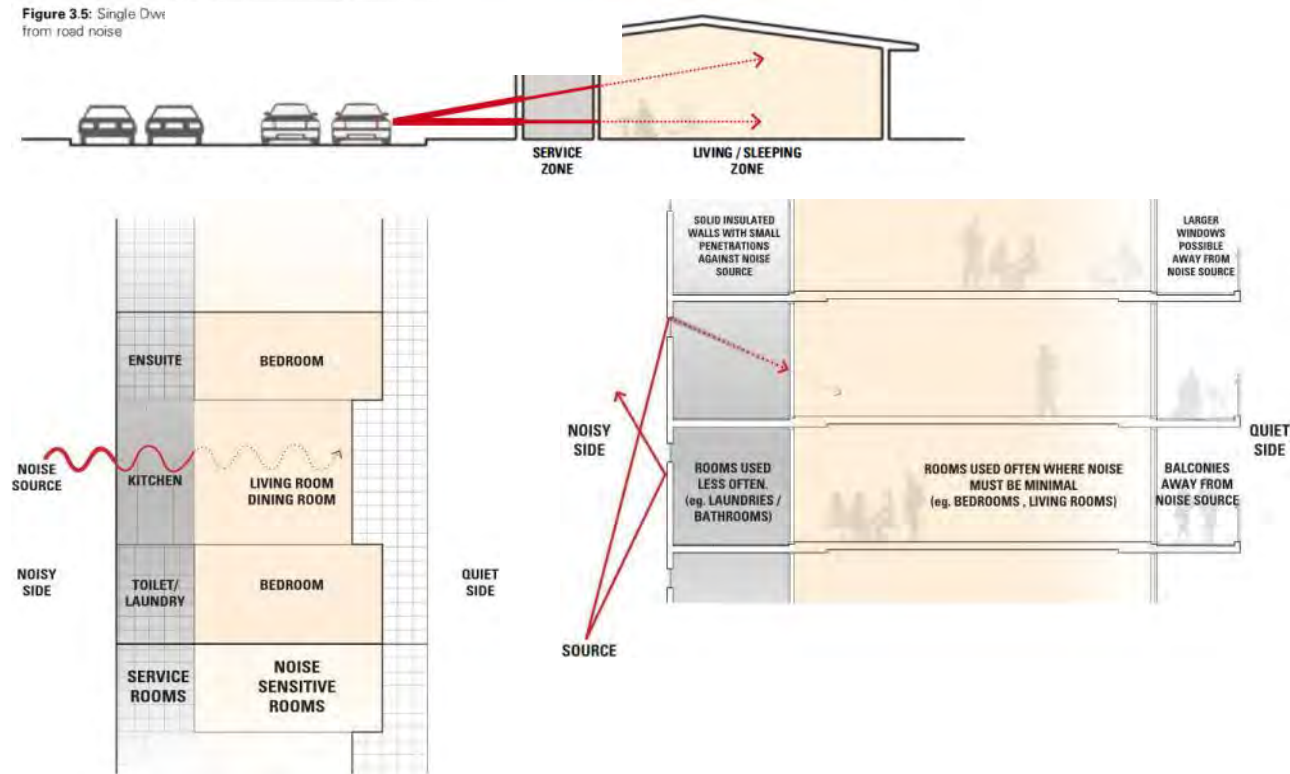 Figure 3.5: Single
from road noise
SERVICE
ZONE
LIVING / SLEEPING
ZONE
ENSUITE
BEDROOM
NOISE
SOURCE
KITCHEN
LIVING ROOM
DINING ROOM
NOISY
SIDE
TOILET/
LAUNDRY
BEDROOM
QUIET
SIDE
SERVICE
ROOMS
NOISE
SENSITIVE
ROOMS
SOLID INSULATED
WALLS WITH SMALL
PENETRATIONS
AGAINST NOISE
SOURCE
LARGER
WINDOWS
POSSIBLE
AWAY FROM
NOISE SOURCE
NOISY
SIDE
ROOMS USED
LESS OFTEN.
(eg. LAUNDRIES /
BATHROOMS)
ROOMS USED OFTEN WHERE NOISE
MUST BE MINIMAL
(eg. BEDROOMS , LIVING ROOMS)
BALCONIES
AWAY FROM
NOISE SOURCE
QUIET
SIDE
SOURCE